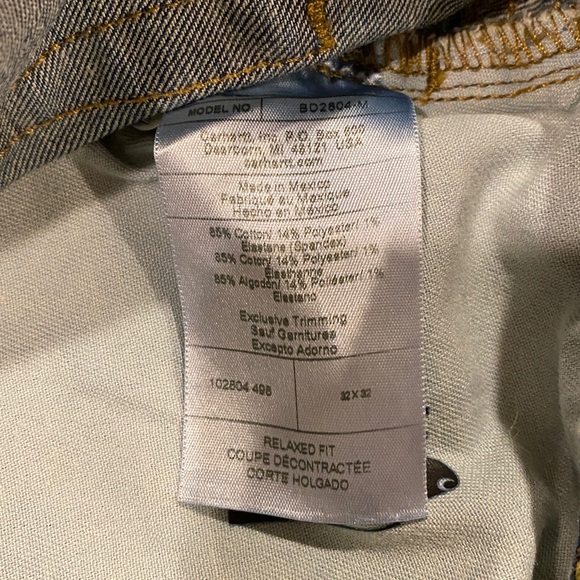 MODEL NO. BD2804-M
Carhartt, Inc. P.O. Box 600
Dearborn, MI 48121 USA
carhartt.com
Made in Mexico
Fabriqué au Mexique
Hecho en México
85% Cotton/ 14% Polyester/ 1%
Elastane (Spandex)
85% Coton/ 14% Polyester/ 1%
Élasthanne
85% Algodón/ 14% Poliéster/ 1%
Elastano
Exclusive Trimming
Sauf Garnitures
Excepto Adorno
102804 498 32 X 32
RELAXED FIT
COUPE DÉCONTRACTÉE
CORTE HOLGADO